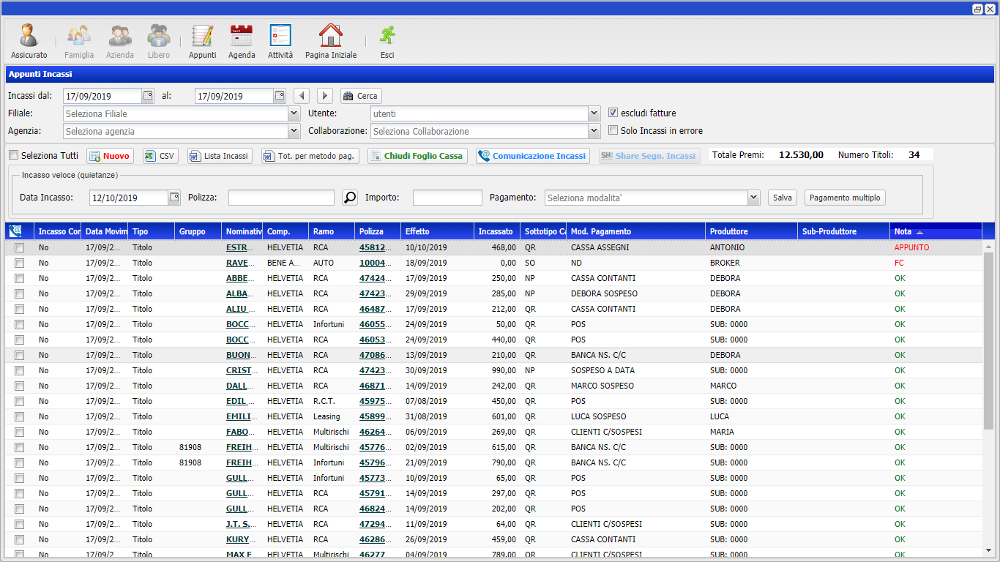 Assicurato Famiglia Azienda Libero Appunti Agenda Attività Pagina Iniziale Esci
Appunti Incassi
Incassi dal: 17/09/2019 al: 17/09/2019 Cerca
Filiale: Seleziona Filiale Utente: utenti escludi fatture
Agenzia: Seleziona agenzia Collaborazione: Seleziona Collaborazione Solo Incassi in errore
Seleziona Tutti Nuovo CSV Lista Incassi Tot. per metodo pag. Chiudi Foglio Cassa Comunicazione Incassi SH! Share Segn. Incassi Totale Premi: 12.530,00 Numero Titoli: 34
Incasso veloce (quietanze)
Data Incasso: 12/10/2019 Polizza: Importo: Pagamento: Seleziona modalita' Salva Pagamento multiplo
Incasso Cor Data Movim Tipo Gruppo Nominativ Comp. Ramo Polizza Effetto Incassato Sottotipo Ca Mod. Pagamento Produttore Sub-Produttore Nota
No 17/09/2... Titolo ESTR... HELVETIA RCA 45812... 10/10/2019 468,00 QR CASSA ASSEGNI ANTONIO APPUNTO
No 17/09/2... Titolo RAVE... BENE A... AUTO 10004... 18/09/2019 0,00 SO ND BROKER FC
No 17/09/2... Titolo ABBE... HELVETIA RCA 47424... 17/09/2019 250,00 NP CASSA CONTANTI DEBORA OK
No 17/09/2... Titolo ALBA... HELVETIA RCA 47423... 29/09/2019 285,00 NP DEBORA SOSPESO DEBORA OK
No 17/09/2... Titolo ALIU ... HELVETIA RCA 46487... 17/09/2019 212,00 QR CASSA CONTANTI DEBORA OK
No 17/09/2... Titolo BOCC... HELVETIA Infortuni 46055... 24/09/2019 50,00 QR POS SUB: 0000 OK
No 17/09/2... Titolo BOCC... HELVETIA RCA 46053... 24/09/2019 440,00 QR POS SUB: 0000 OK
No 17/09/2... Titolo BUON... HELVETIA RCA 47086... 13/09/2019 210,00 QR BANCA NS. C/C DEBORA OK
No 17/09/2... Titolo CRIST... HELVETIA RCA 47423... 30/09/2019 990,00 NP SOSPESO A DATA SUB: 0000 OK
No 17/09/2... Titolo DALL... HELVETIA RCA 46871... 14/09/2019 242,00 QR MARCO SOSPESO MARCO OK
No 17/09/2... Titolo EDIL ... HELVETIA R.C.T. 45975... 07/08/2019 450,00 QR POS SUB: 0000 OK
No 17/09/2... Titolo EMILI... HELVETIA Leasing 45899... 31/08/2019 601,00 QR LUCA SOSPESO LUCA OK
No 17/09/2... Titolo FABO... HELVETIA Multirischi 46264... 06/09/2019 269,00 QR CLIENTI C/SOSPESI MARIA OK
No 17/09/2... Titolo 81908 FREIH... HELVETIA Multirischi 45776... 02/09/2019 615,00 QR BANCA NS. C/C SUB: 0000 OK
No 17/09/2... Titolo 81908 FREIH... HELVETIA Infortuni 45796... 21/09/2019 790,00 QR BANCA NS. C/C SUB: 0000 OK
No 17/09/2... Titolo GULL... HELVETIA Infortuni 45773... 10/09/2019 65,00 QR POS SUB: 0000 OK
No 17/09/2... Titolo GULL... HELVETIA RCA 45791... 14/09/2019 297,00 QR POS SUB: 0000 OK
No 17/09/2... Titolo GULL... HELVETIA RCA 46824... 14/09/2019 202,00 QR POS SUB: 0000 OK
No 17/09/2... Titolo J.T. S.... HELVETIA RCA 47294... 11/09/2019 64,00 QR CLIENTI C/SOSPESI SUB: 0000 OK
No 17/09/2... Titolo KURY... HELVETIA RCA 46286... 26/09/2019 459,00 QR CASSA CONTANTI SUB: 0000 OK
No 17/09/2... Titolo MAX E... HELVETIA Multirischi 46277... 04/09/2019 789,00 QR CLIENTI C/SOSPESI SUB: 0000 OK